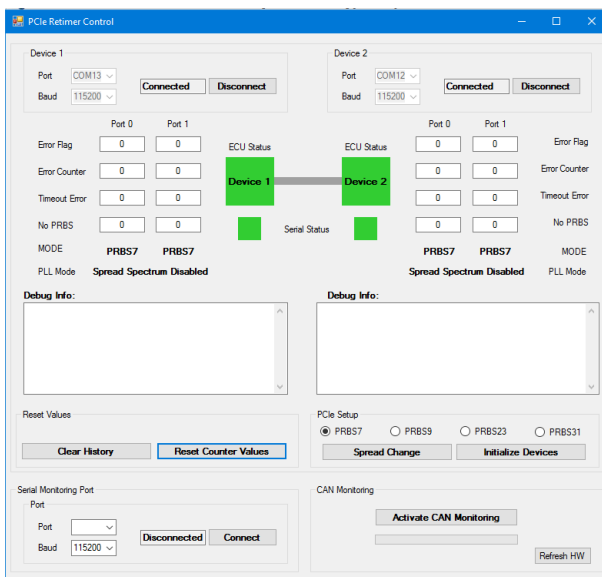 PCIe Retimer Control
Device 1
Port COM13
Connected Disconnect
Baud 115200
Device 2
Port COM12
Connected Disconnect
Baud 115200
Port 0 Port 1
Error Flag 0 0
Error Counter 0 0
Timeout Error 0 0
No PRBS 0 0
MODE PRBS7 PRBS7
PLL Mode Spread Spectrum Disabled
ECU Status ECU Status
Device 1 Device 2
Serial Status
Port 0 Port 1
0 0 Error Flag
0 0 Error Counter
0 0 Timeout Error
0 0 No PRBS
PRBS7 PRBS7 MODE
Spread Spectrum Disabled PLL Mode
Debug Info: Debug Info:
Reset Values
Clear History Reset Counter Values
PCIe Setup
PRBS7 PRBS9 PRBS23 PRBS31
Spread Change Initialize Devices
Serial Monitoring Port
Port
Port
Disconnected Connect
Baud 115200
CAN Monitoring
Activate CAN Monitoring
Refresh HW